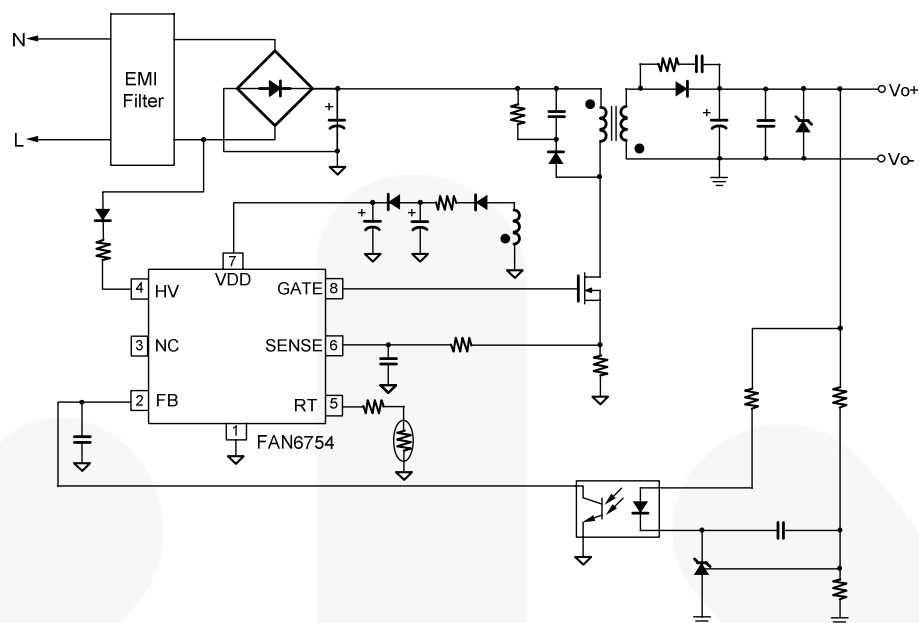 N
EMI
Filter
L
+
+
Vo+
Vo-
+
+
7
VDD
4
HV
GATE
8
3
NC
SENSE
6
2
FB
RT
5
1
FAN6754